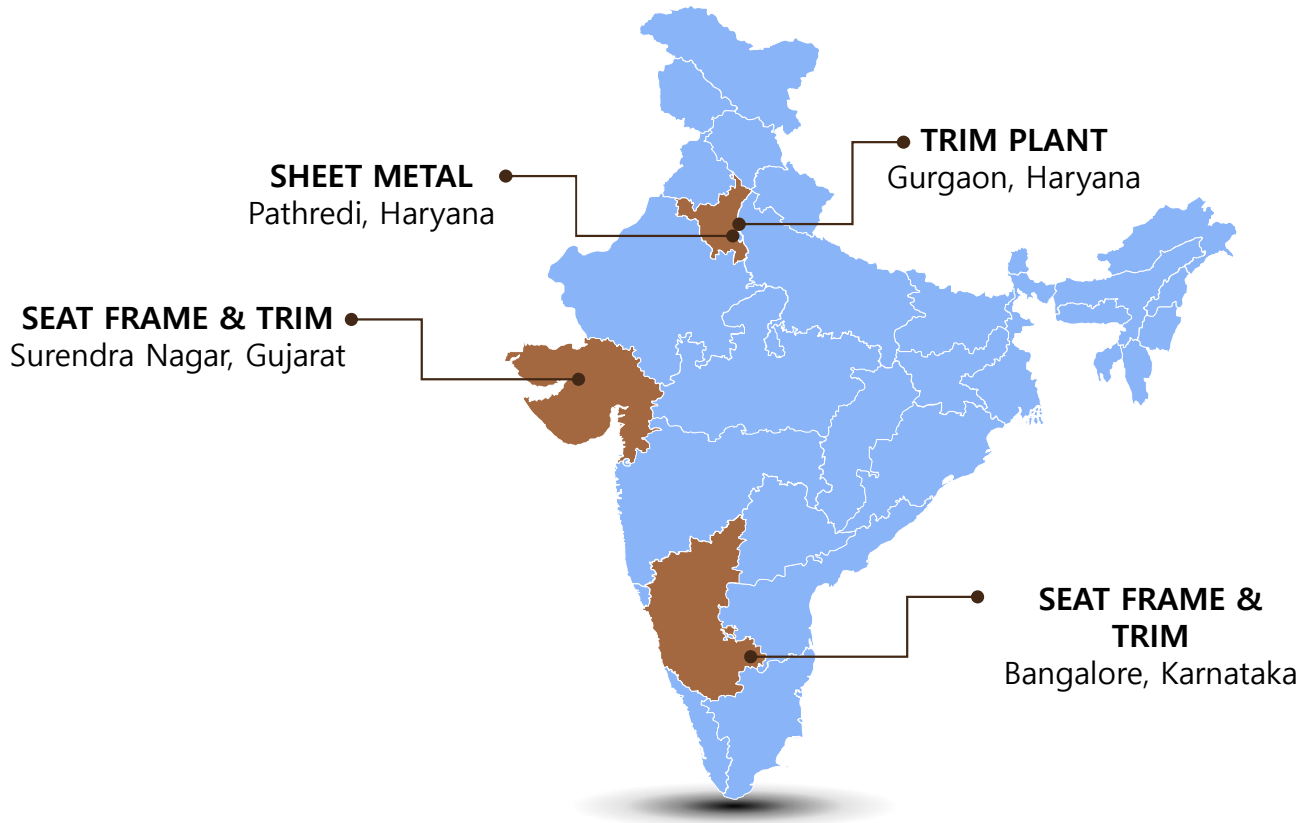 TRIM PLANT
Gurgaon, Haryana
SHEET METAL
Pathredi, Haryana
SEAT FRAME & TRIM
Surendra Nagar, Gujarat
SEAT FRAME &
TRIM
Bangalore, Karnataka